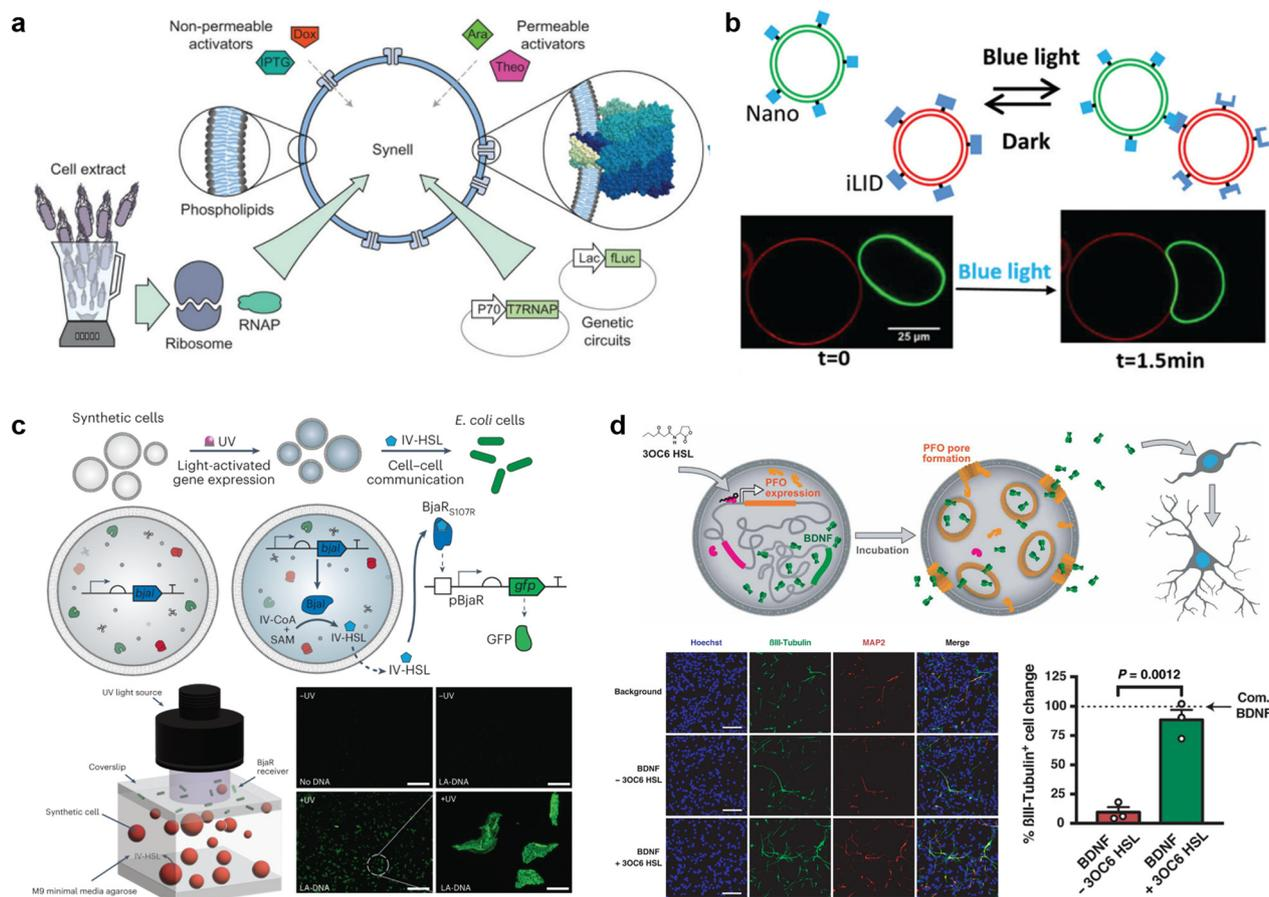 a
Non-permeable
activators
Dox
IPTG
Ara
Permeable
activators
Theo
Synell
Cell extract
Phospholipids
Ribosome
RNAP
Lac
fLuc
P70
T7RNAP
Genetic
circuits
b
Nano
iLID
Blue light
Dark
25 µm
Blue light
t=0
t=1.5min
c
Synthetic cells
UV
Light-activated
gene expression
IV-HSL
Cell–cell
communication
E. coli cells
bjaI
bjaI
BjaI
IV-CoA
+
SAM
IV-HSL
IV-HSL
BjaR S107R
pBjaR
gfp
GFP
UV light source
Coverslip
BjaR
receiver
Synthetic cell
IV-HSL
M9 minimal media agarose
–UV
No DNA
–UV
LA-DNA
+UV
LA-DNA
+UV
LA-DNA
d
3OC6 HSL
PFO
expression
BDNF
Incubation
PFO pore
formation
Hoechst
ßIII-Tubulin
MAP2
Merge
Background
BDNF
– 3OC6 HSL
BDNF
+ 3OC6 HSL
% ßIII-Tubulin+ cell change
125
100
75
50
25
0
P = 0.0012
Com.
BDNF
BDNF
- 3OC6 HSL
BDNF
+ 3OC6 HSL